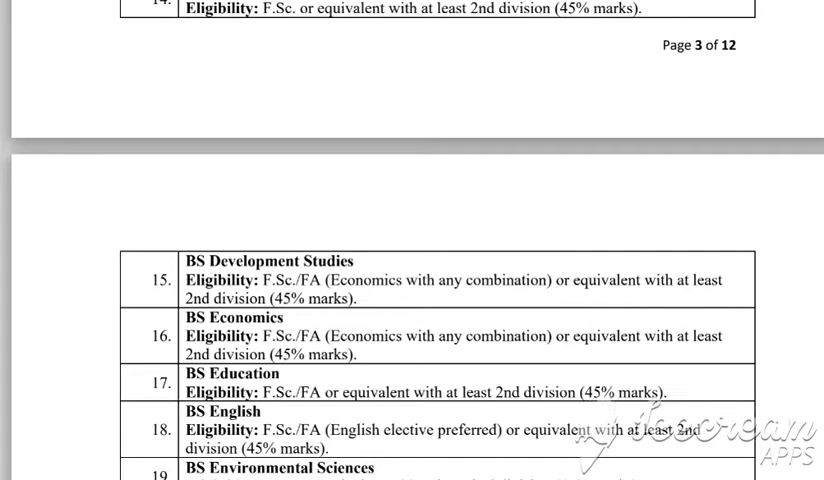 Eligibility: F.Sc. or equivalent with at least 2nd division (45% marks).
Page 3 of 12
BS Development Studies
15. Eligibility: F.Sc./FA (Economics with any combination) or equivalent with at least
2nd division (45% marks).
BS Economics
16. Eligibility: F.Sc./FA (Economics with any combination) or equivalent with at least
2nd division (45% marks).
BS Education
17. Eligibility: F.Sc./FA or equivalent with at least 2nd division (45% marks).
BS English
18. Eligibility: F.Sc./FA (English elective preferred) or equivalent with at least 2nd
division (45% marks).
BS Environmental Sciences
19
Icecream
APPS